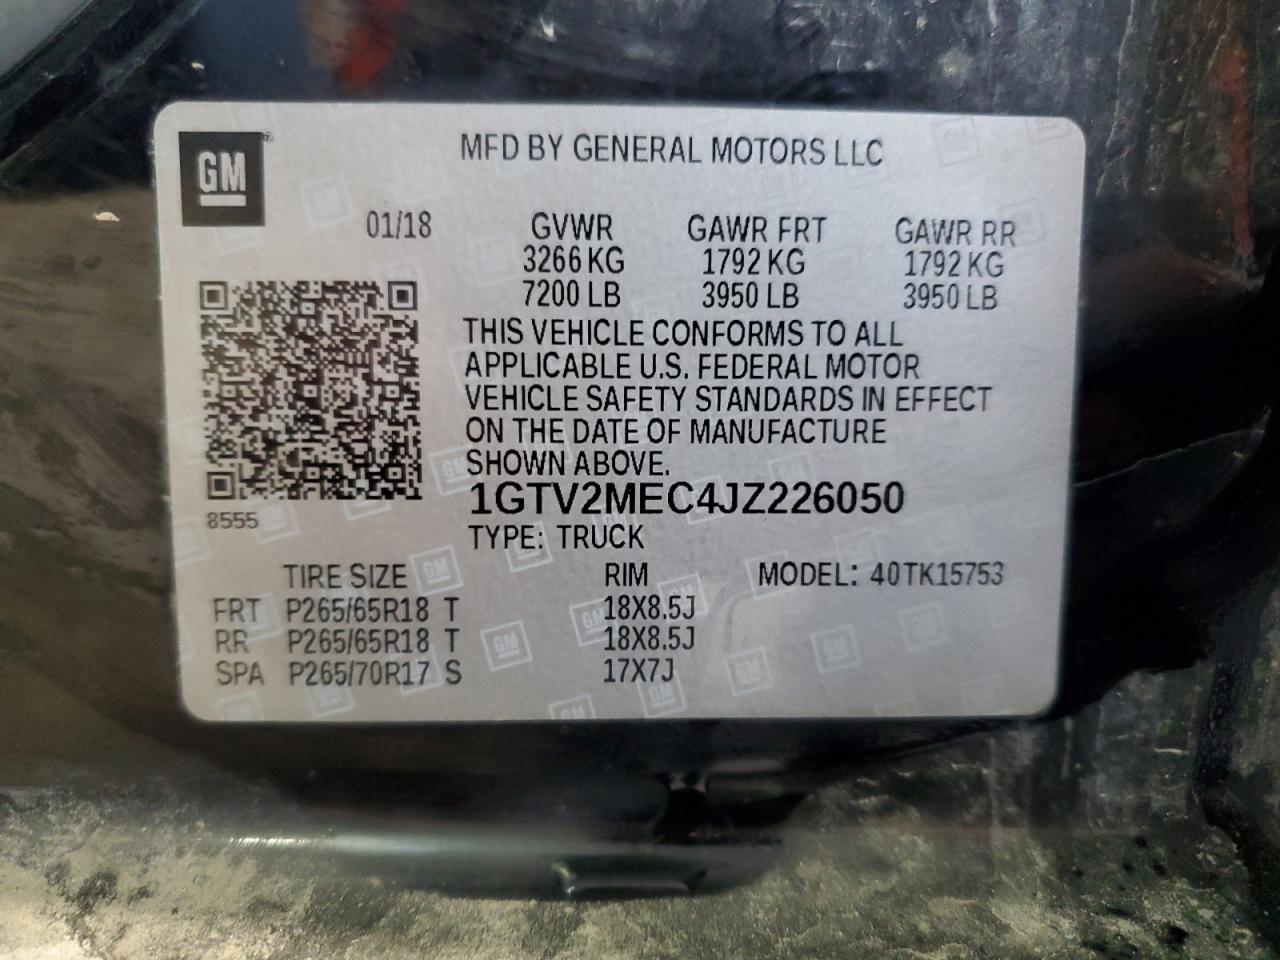 GM
MFD BY GENERAL MOTORS LLC
01/18 GVWR GAWR FRT GAWR RR
3266 KG 1792 KG 1792 KG
7200 LB 3950 LB 3950 LB
THIS VEHICLE CONFORMS TO ALL
APPLICABLE U.S. FEDERAL MOTOR
VEHICLE SAFETY STANDARDS IN EFFECT
ON THE DATE OF MANUFACTURE
SHOWN ABOVE.
1GTV2MEC4JZ226050
8555
TYPE: TRUCK
TIRE SIZE RIM MODEL: 40TK15753
FRT P265/65R18 T 18X8.5J
RR P265/65R18 T 18X8.5J
SPA P265/70R17 S 17X7J